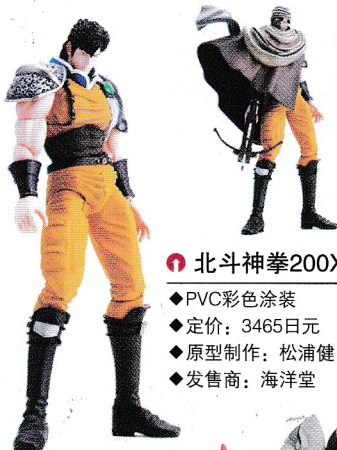 北斗神拳200X
◆PVC彩色涂装
◆定价：3465日元
◆原型制作：松浦健
◆发售商：海洋堂